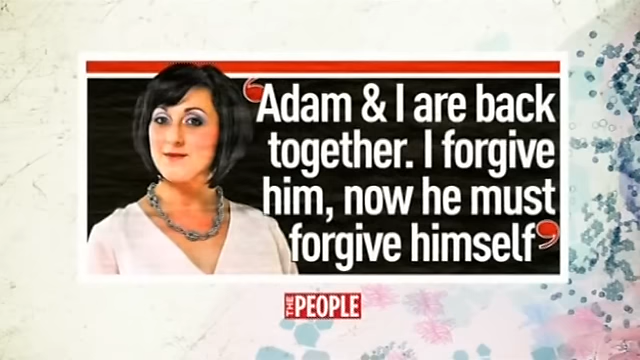 ‘Adam & I are back
together. I forgive
him, now he must
forgive himself’
THE PEOPLE